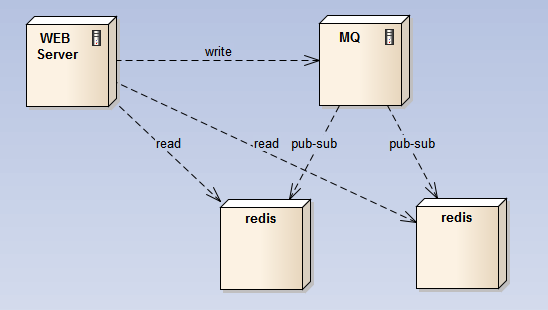 WEB
Server
MQ
write
read
read
pub-sub
pub-sub
redis
redis